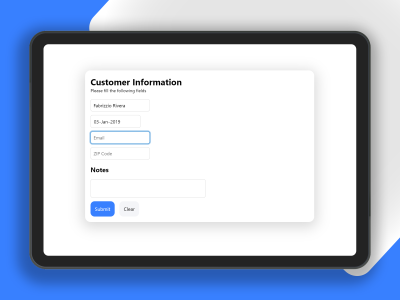 Customer Information
Please fill the following fields
Fabrizzio Rivera
03-Jan-2019
Email
ZIP Code
Notes
Submit Clear